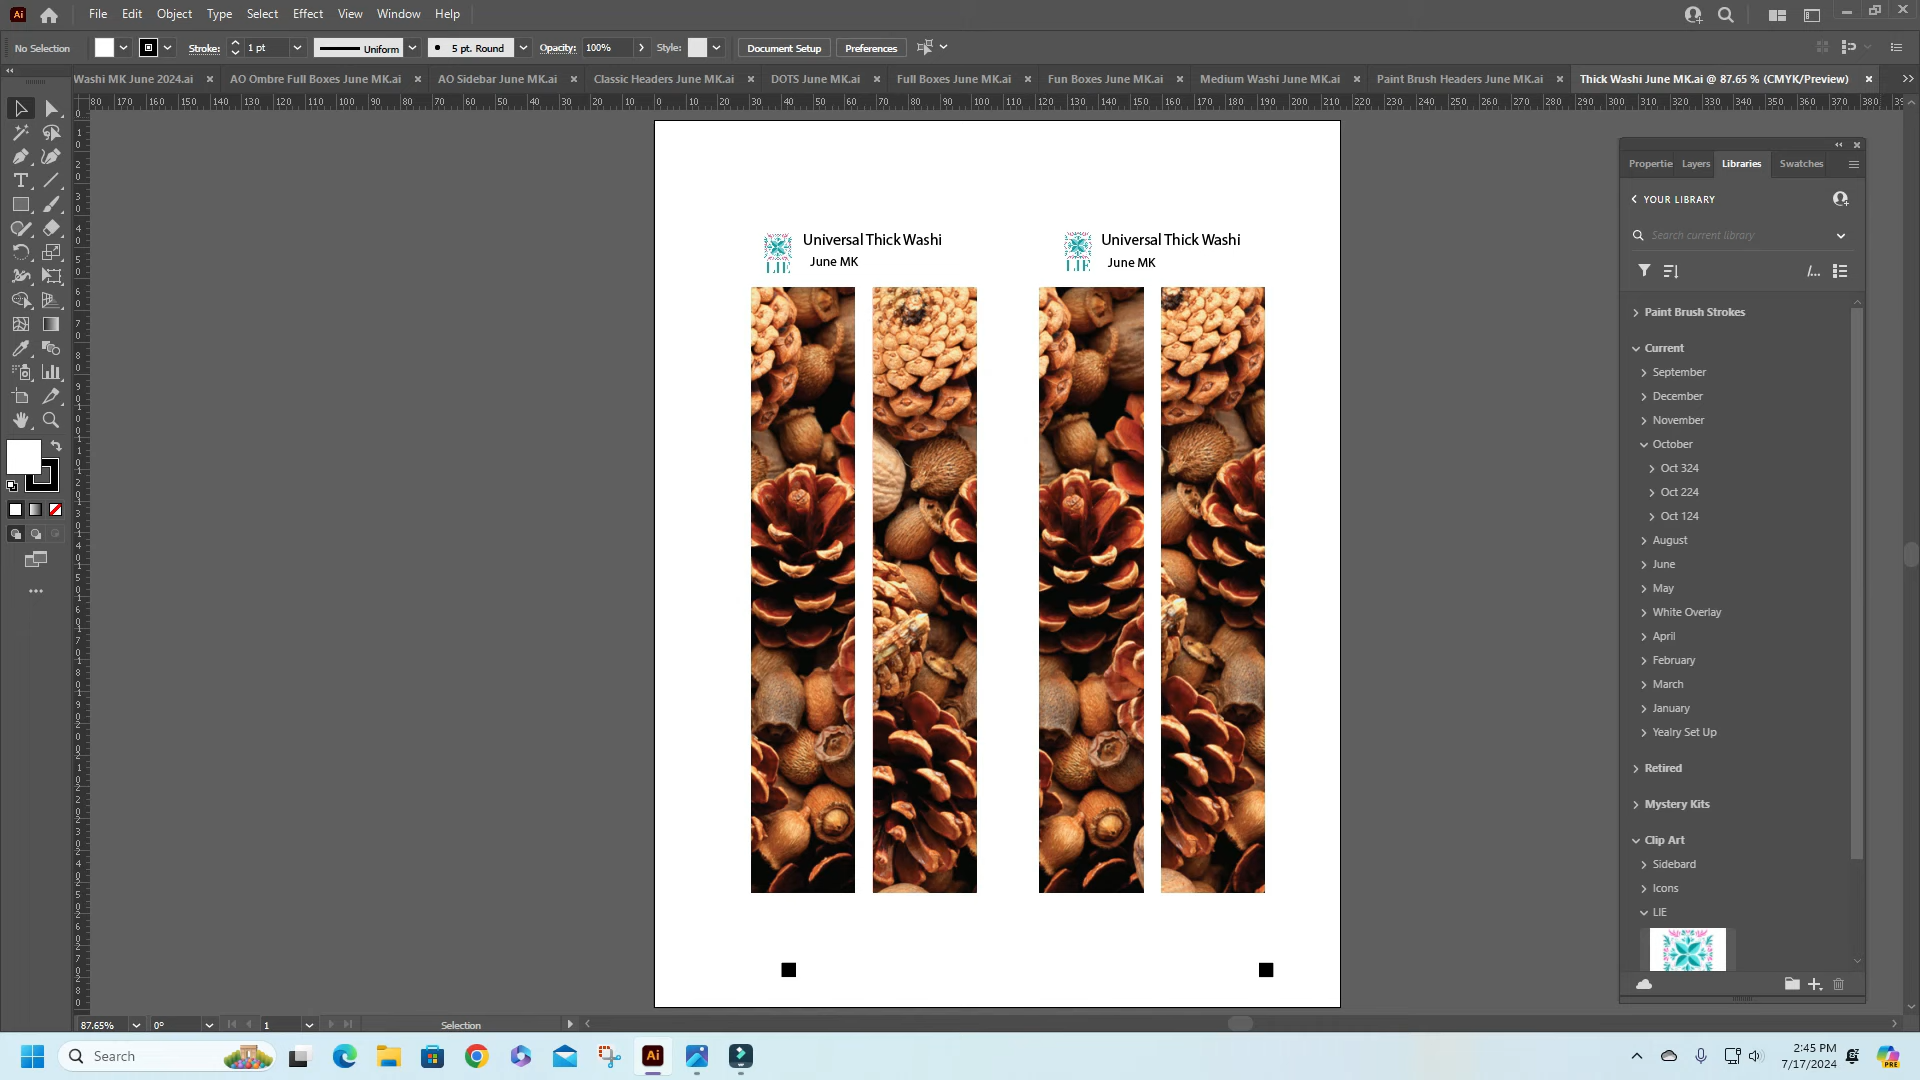 File Edit Object Type Select Effect View Window Help
No Selection Stroke: 1 pt Uniform 5 pt. Round Opacity: 100% Style: Document Setup Preferences
Washi MK June 2024.ai AO Ombre Full Boxes June MK.ai AO Sidebar June MK.ai Classic Headers June MK.ai DOTS June MK.ai Full Boxes June MK.ai Fun Boxes June MK.ai Medium Washi June MK.ai Paint Brush Headers June MK.ai Thick Washi June MK.ai @ 87.65 % (CMYK/Preview)
Propertie Layers Libraries Swatches
YOUR LIBRARY
Search current library
Paint Brush Strokes
Current
September
December
November
October
Oct 324
Oct 224
Oct 124
August
June
May
White Overlay
April
February
March
January
Yealry Set Up
Retired
Mystery Kits
Clip Art
Sidebard
Icons
LIE
Universal Thick Washi
June MK
LIE
Universal Thick Washi
June MK
LIE
87.65% 0° 1 Selection
Search
2:45 PM
7/17/2024